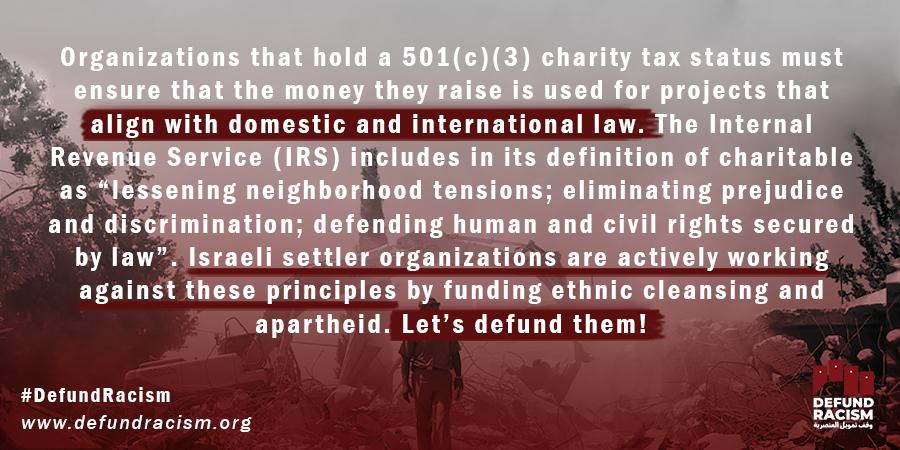 Organizations that hold a 501(c)(3) charity tax status must
ensure that the money they raise is used for projects that
align with domestic and international law. The Internal
Revenue Service (IRS) includes in its definition of charitable
as “lessening neighborhood tensions; eliminating prejudice
and discrimination; defending human and civil rights secured
by law”. Israeli settler organizations are actively working
against these principles by funding ethnic cleansing and
apartheid. Let’s defund them!
#DefundRacism
www.defundracism.org
DEFUND
RACISM
وقف تمويل العنصرية